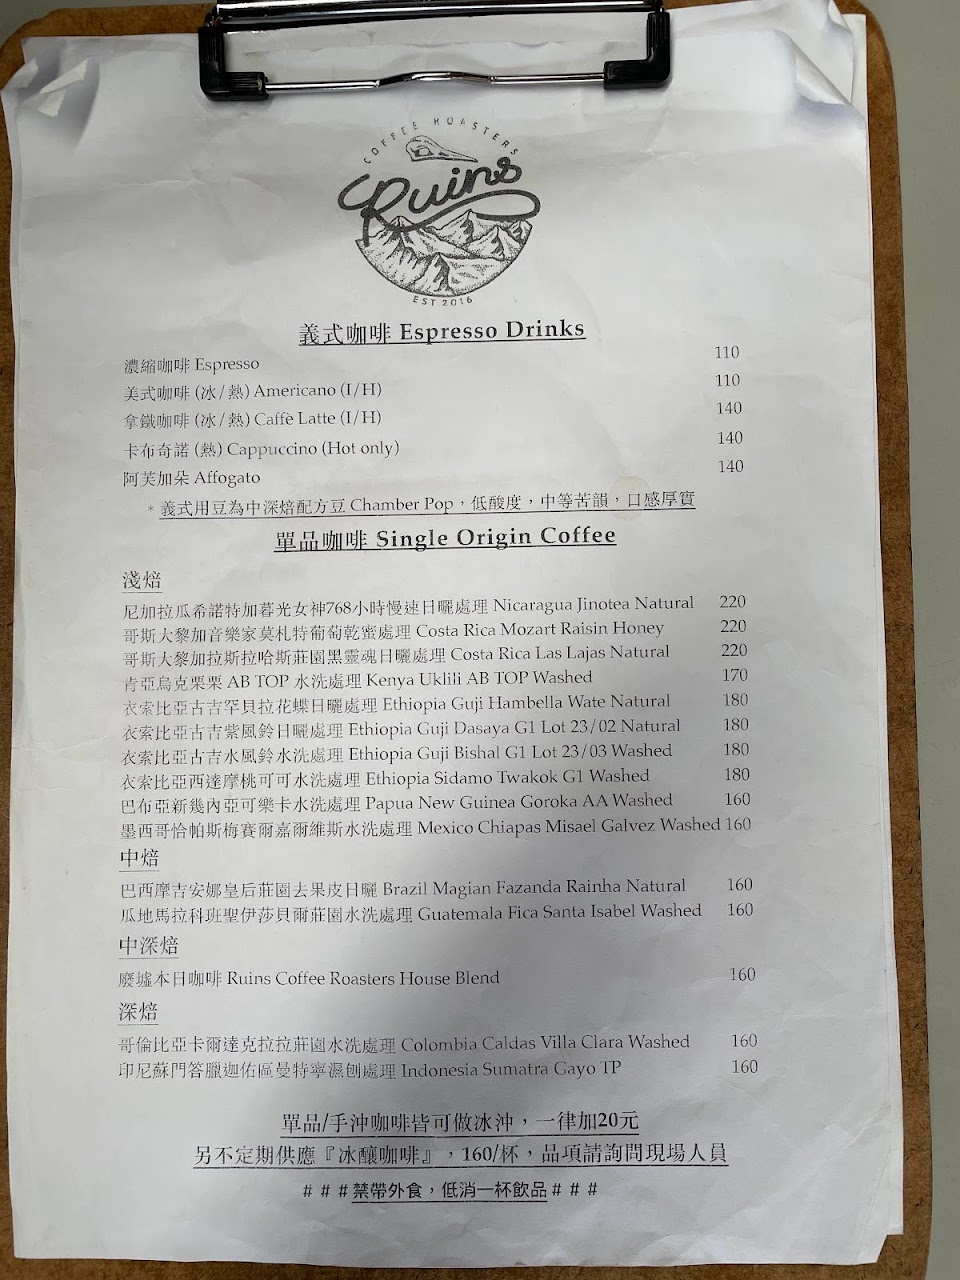 COFFEE ROASTERS
Ruins
EST 2016
義式咖啡 Espresso Drinks
濃縮咖啡 Espresso 110
美式咖啡 (冰/熱) Americano (I/H) 110
拿鐵咖啡 (冰/熱) Caffè Latte (I/H) 140
卡布奇諾 (熱) Cappuccino (Hot only) 140
阿芙加朵 Affogato 140
* 義式用豆為中深焙配方豆 Chamber Pop，低酸度，中等苦韻，口感厚實
單品咖啡 Single Origin Coffee
淺焙
尼加拉瓜希諾特加暮光女神768小時慢速日曬處理 Nicaragua Jinotea Natural 220
哥斯大黎加音樂家莫札特葡萄乾蜜處理 Costa Rica Mozart Raisin Honey 220
哥斯大黎加拉斯拉哈斯莊園黑靈魂日曬處理 Costa Rica Las Lajas Natural 220
肯亞烏克栗栗 AB TOP 水洗處理 Kenya Uklili AB TOP Washed 170
衣索比亞古吉罕貝拉花蝶日曬處理 Ethiopia Guji Hambella Wate Natural 180
衣索比亞古吉紫風鈴日曬處理 Ethiopia Guji Dasaya G1 Lot 23/02 Natural 180
衣索比亞古吉水風鈴水洗處理 Ethiopia Guji Bishal G1 Lot 23/03 Washed 180
衣索比亞西達摩桃可可水洗處理 Ethiopia Sidamo Twakok G1 Washed 180
巴布亞新幾內亞可樂卡水洗處理 Papua New Guinea Goroka AA Washed 160
墨西哥恰帕斯梅賽爾嘉爾維斯水洗處理 Mexico Chiapas Misael Galvez Washed 160
中焙
巴西摩吉安娜皇后莊園去果皮日曬 Brazil Magian Fazanda Rainha Natural 160
瓜地馬拉科班聖伊莎貝爾莊園水洗處理 Guatemala Fica Santa Isabel Washed 160
中深焙
廢墟本日咖啡 Ruins Coffee Roasters House Blend 160
深焙
哥倫比亞卡爾達克拉拉莊園水洗處理 Colombia Caldas Villa Clara Washed 160
印尼蘇門答臘迦佑區曼特寧濕刨處理 Indonesia Sumatra Gayo TP 160
單品/手沖咖啡皆可做冰沖，一律加20元
另不定期供應『冰釀咖啡』，160/杯，品項請詢問現場人員
# # # 禁帶外食，低消一杯飲品 # # #